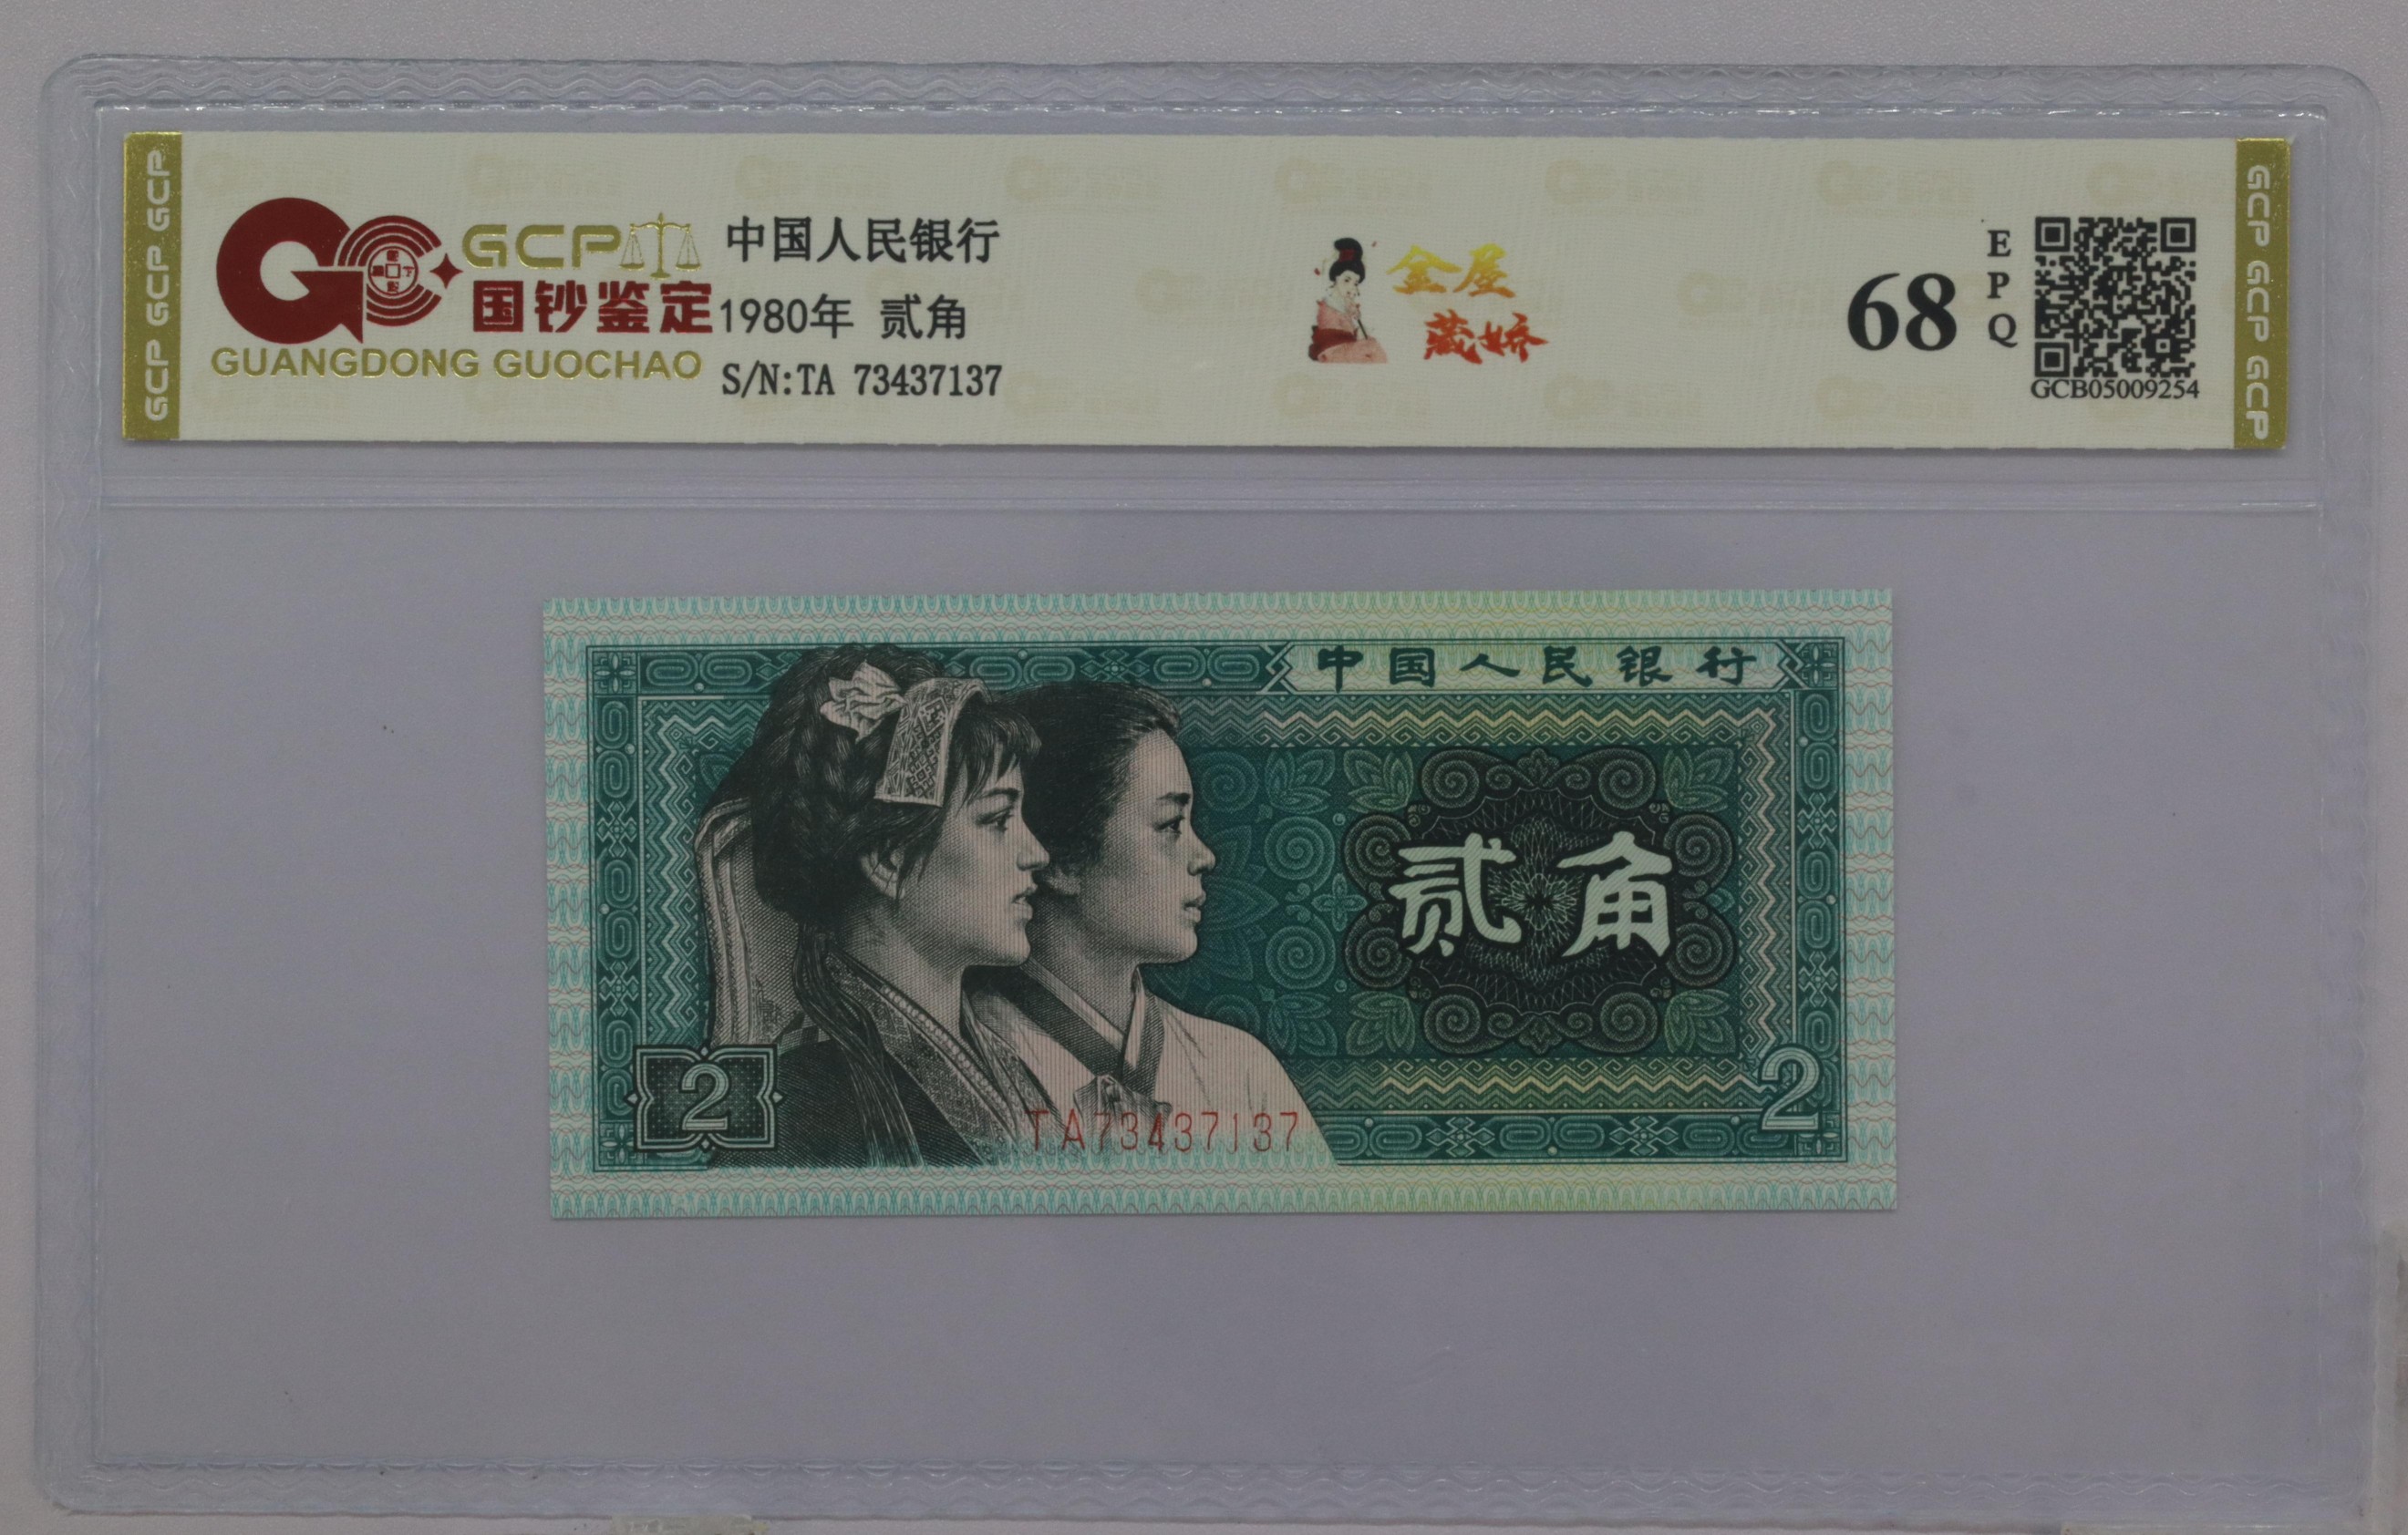 GCP GCP GCP
GCP
国钞鉴定
GUANGDONG GUOCHAO
中国人民银行
1980年 贰角
S/N:TA 73437137
金屋
藏娇
68
EPQ
GCB05009254
GCP GCP GCP
中国人民银行
贰角
2
TA73437137
2